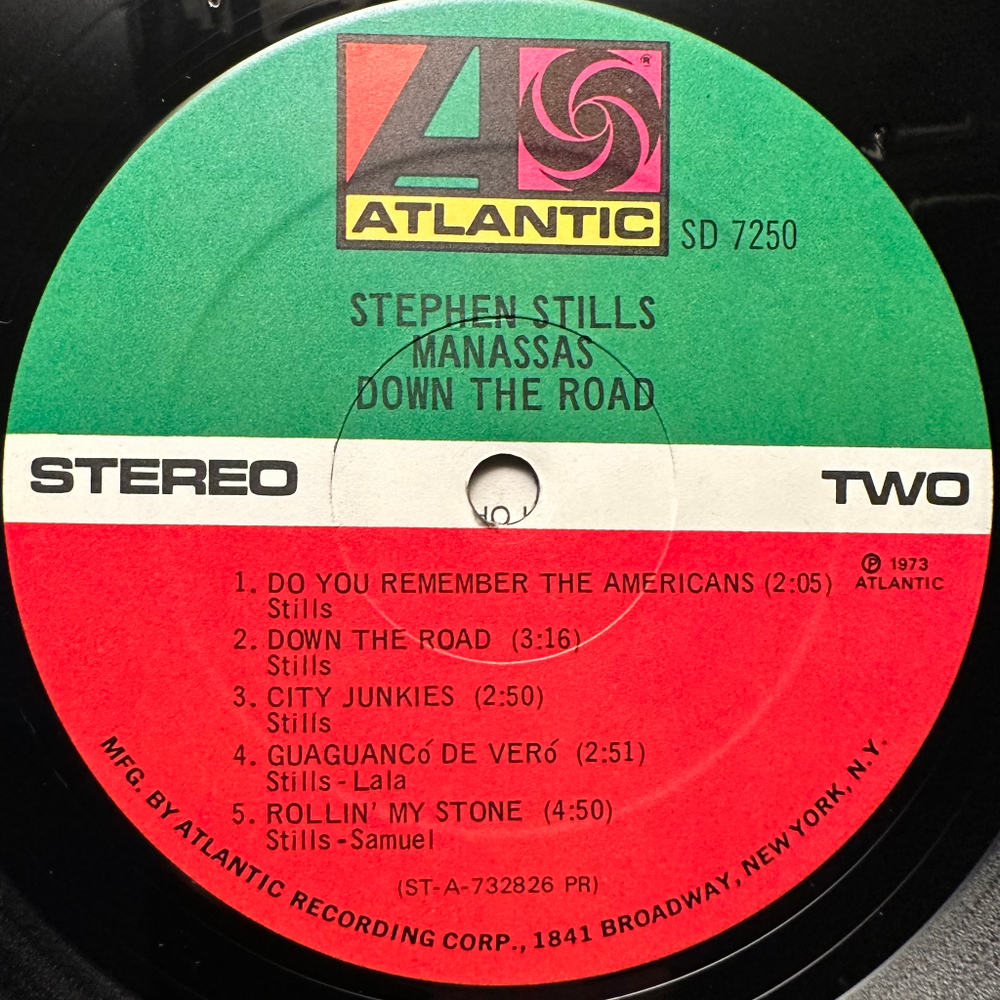 ®
ATLANTIC
SD 7250
STEPHEN STILLS
MANASSAS
DOWN THE ROAD
STEREO
TWO
℗ 1973
ATLANTIC
1. DO YOU REMEMBER THE AMERICANS (2:05)
Stills
2. DOWN THE ROAD (3:16)
Stills
3. CITY JUNKIES (2:50)
Stills
4. GUAGUANCó DE VERó (2:51)
Stills-Lala
5. ROLLIN' MY STONE (4:50)
Stills-Samuel
(ST-A-732826 PR)
MFG. BY ATLANTIC RECORDING CORP., 1841 BROADWAY, NEW YORK, N.Y.